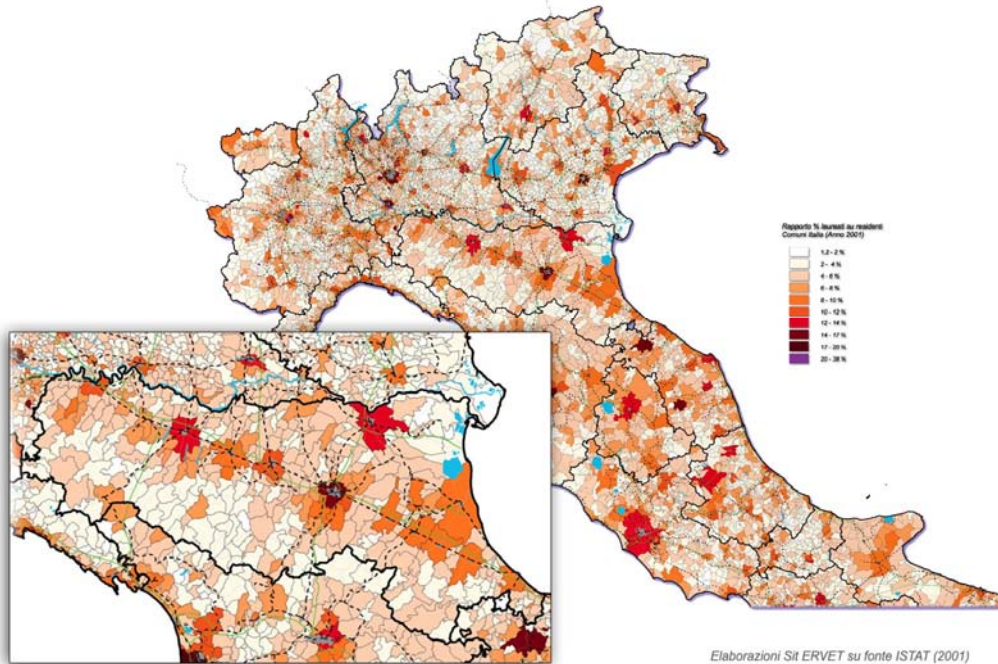 Rapporto % laureati su residenti
Comuni Italia (Anno 2001)
1,2 - 2 %
2 - 4 %
4 - 6 %
6 - 8 %
8 - 10 %
10 - 12 %
12 - 14 %
14 - 17 %
17 - 20 %
20 - 38 %
Elaborazioni Sit ERVET su fonte ISTAT (2001)